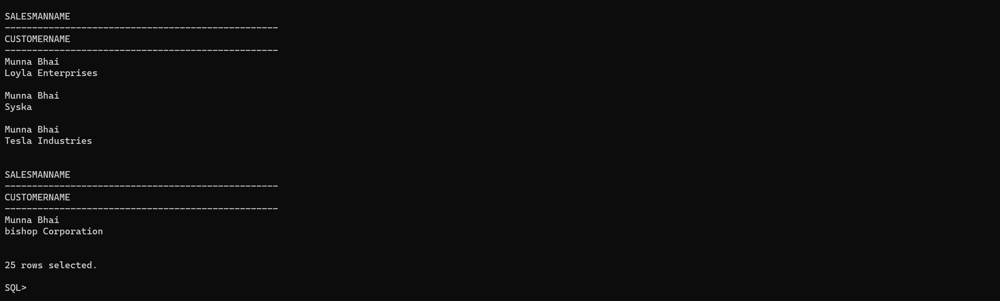 SALESMANNAME
--------------------------------------------------
CUSTOMERNAME
--------------------------------------------------
Munna Bhai
Loyla Enterprises
Munna Bhai
Syska
Munna Bhai
Tesla Industries
SALESMANNAME
--------------------------------------------------
CUSTOMERNAME
--------------------------------------------------
Munna Bhai
bishop Corporation
25 rows selected.
SQL>